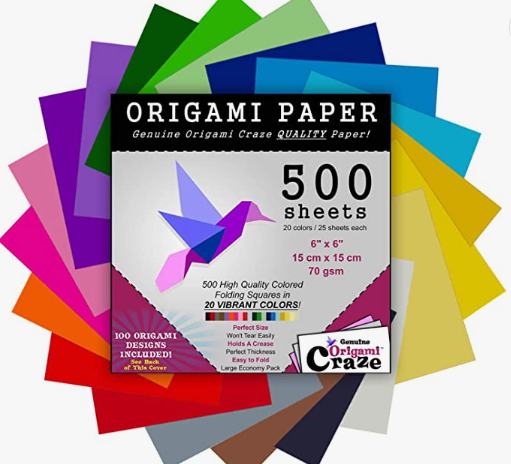 ORIGAMI PAPER
Genuine Origami Craze QUALITY Paper!
500
sheets
20 colors / 25 sheets each
6" x 6"
15 cm x 15 cm
70 gsm
500 High Quality Colored
Folding Squares in
20 VIBRANT COLORS!
Perfect Size
Won't Tear Easily
Holds A Crease
Perfect Thickness
Easy to Fold
Large Economy Pack
100 ORIGAMI
DESIGNS
INCLUDED!
See Back
of This Cover
Genuine
Origami
Craze